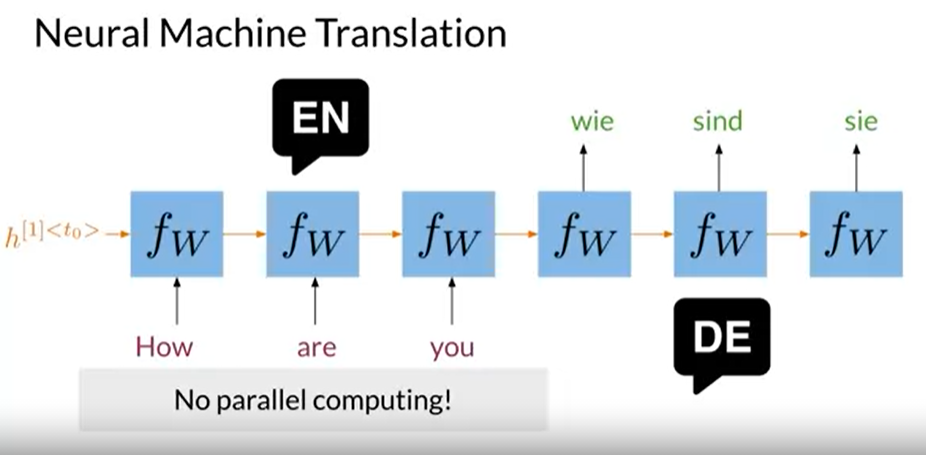 Neural Machine Translation
EN
wie sind sie
h[1]<t0> fW fW fW fW fW fW
How are you
DE
No parallel computing!